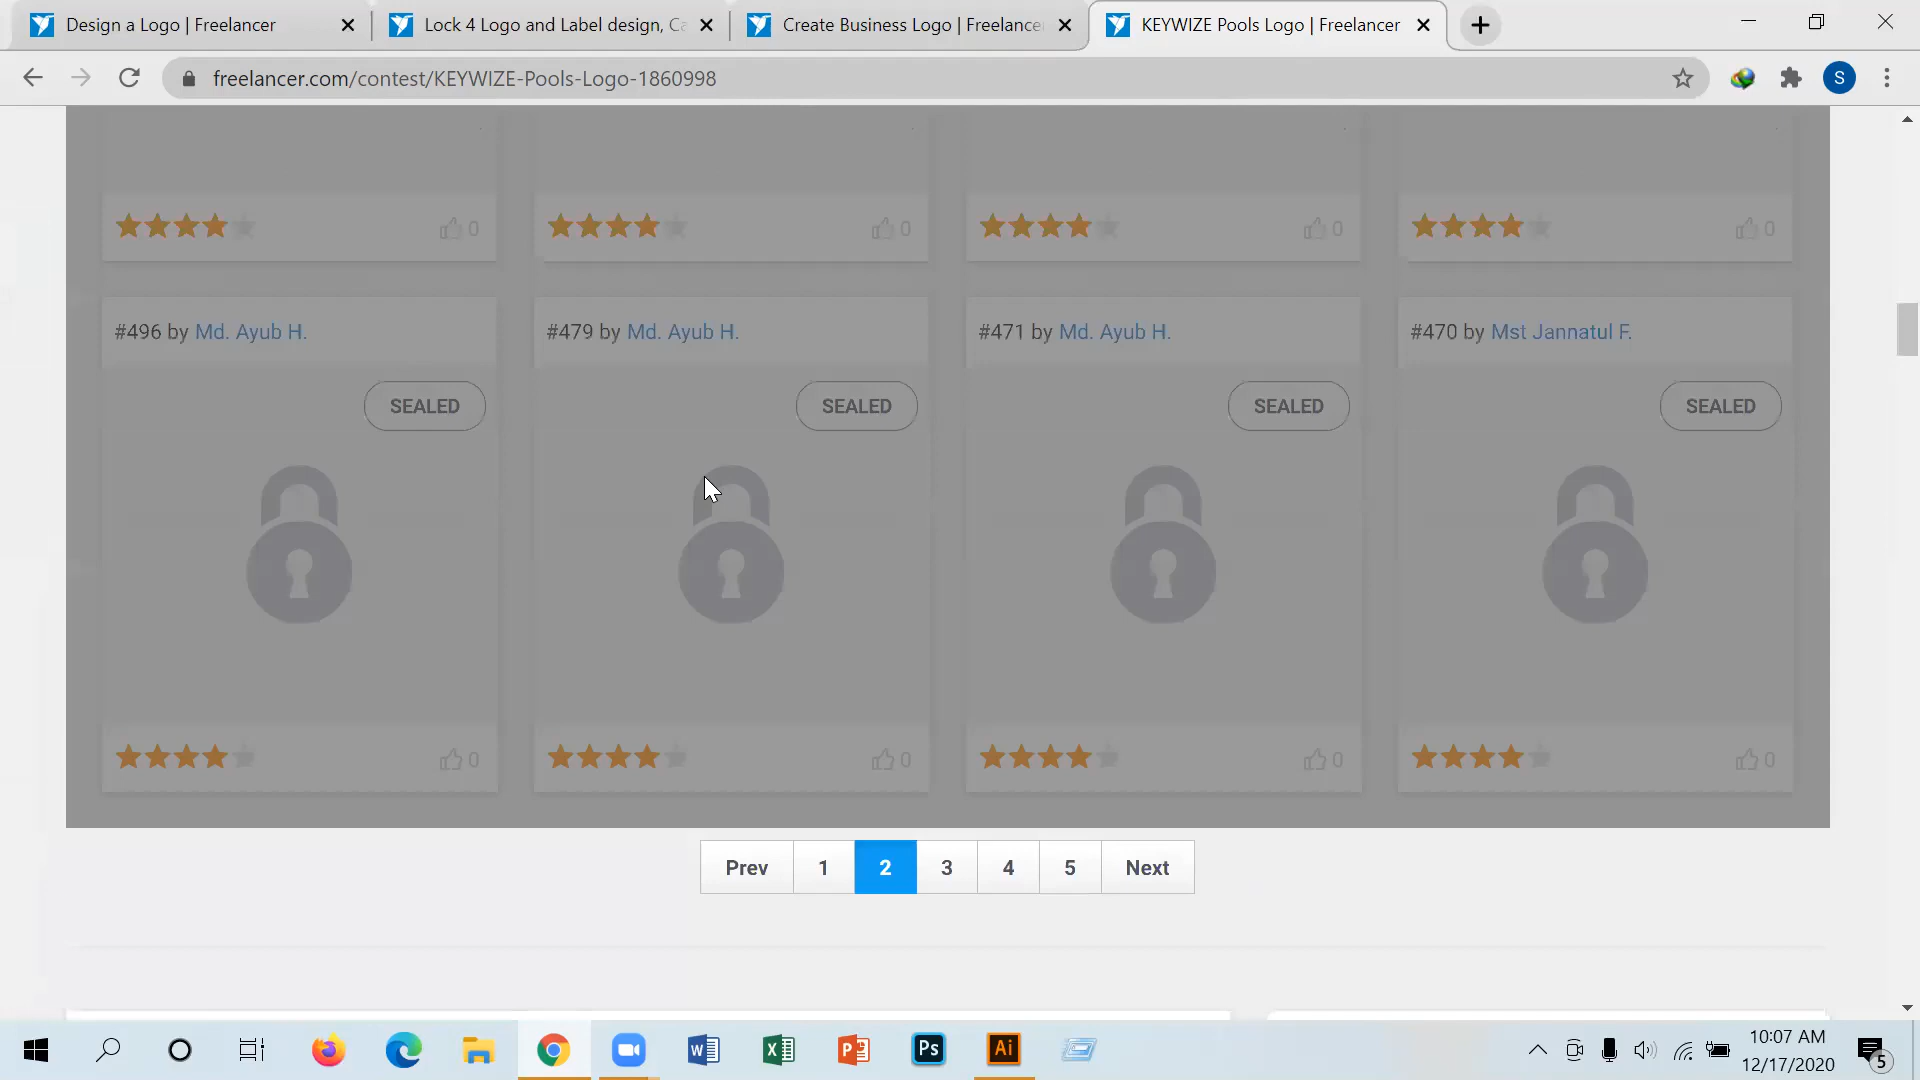 Design a Logo | Freelancer
Lock 4 Logo and Label design, Ca
Create Business Logo | Freelance
KEYWIZE Pools Logo | Freelancer
freelancer.com/contest/KEYWIZE-Pools-Logo-1860998
S
0 0 0 0
#496 by Md. Ayub H. #479 by Md. Ayub H. #471 by Md. Ayub H. #470 by Mst Jannatul F.
SEALED SEALED SEALED SEALED
0 0 0 0
Prev 1 2 3 4 5 Next
W X P Ps Ai
10:07 AM
12/17/2020
5